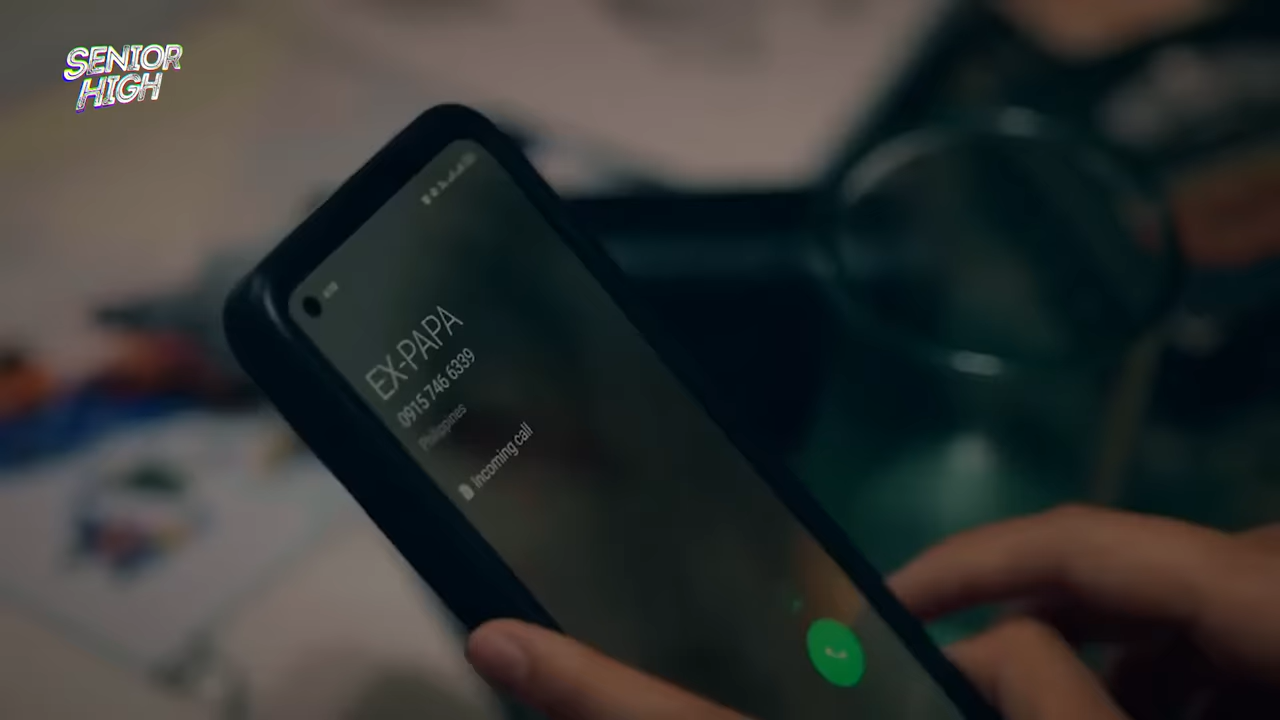 SENIOR
HIGH
EX-PAPA
0915 746 6339
Philippines
Incoming call